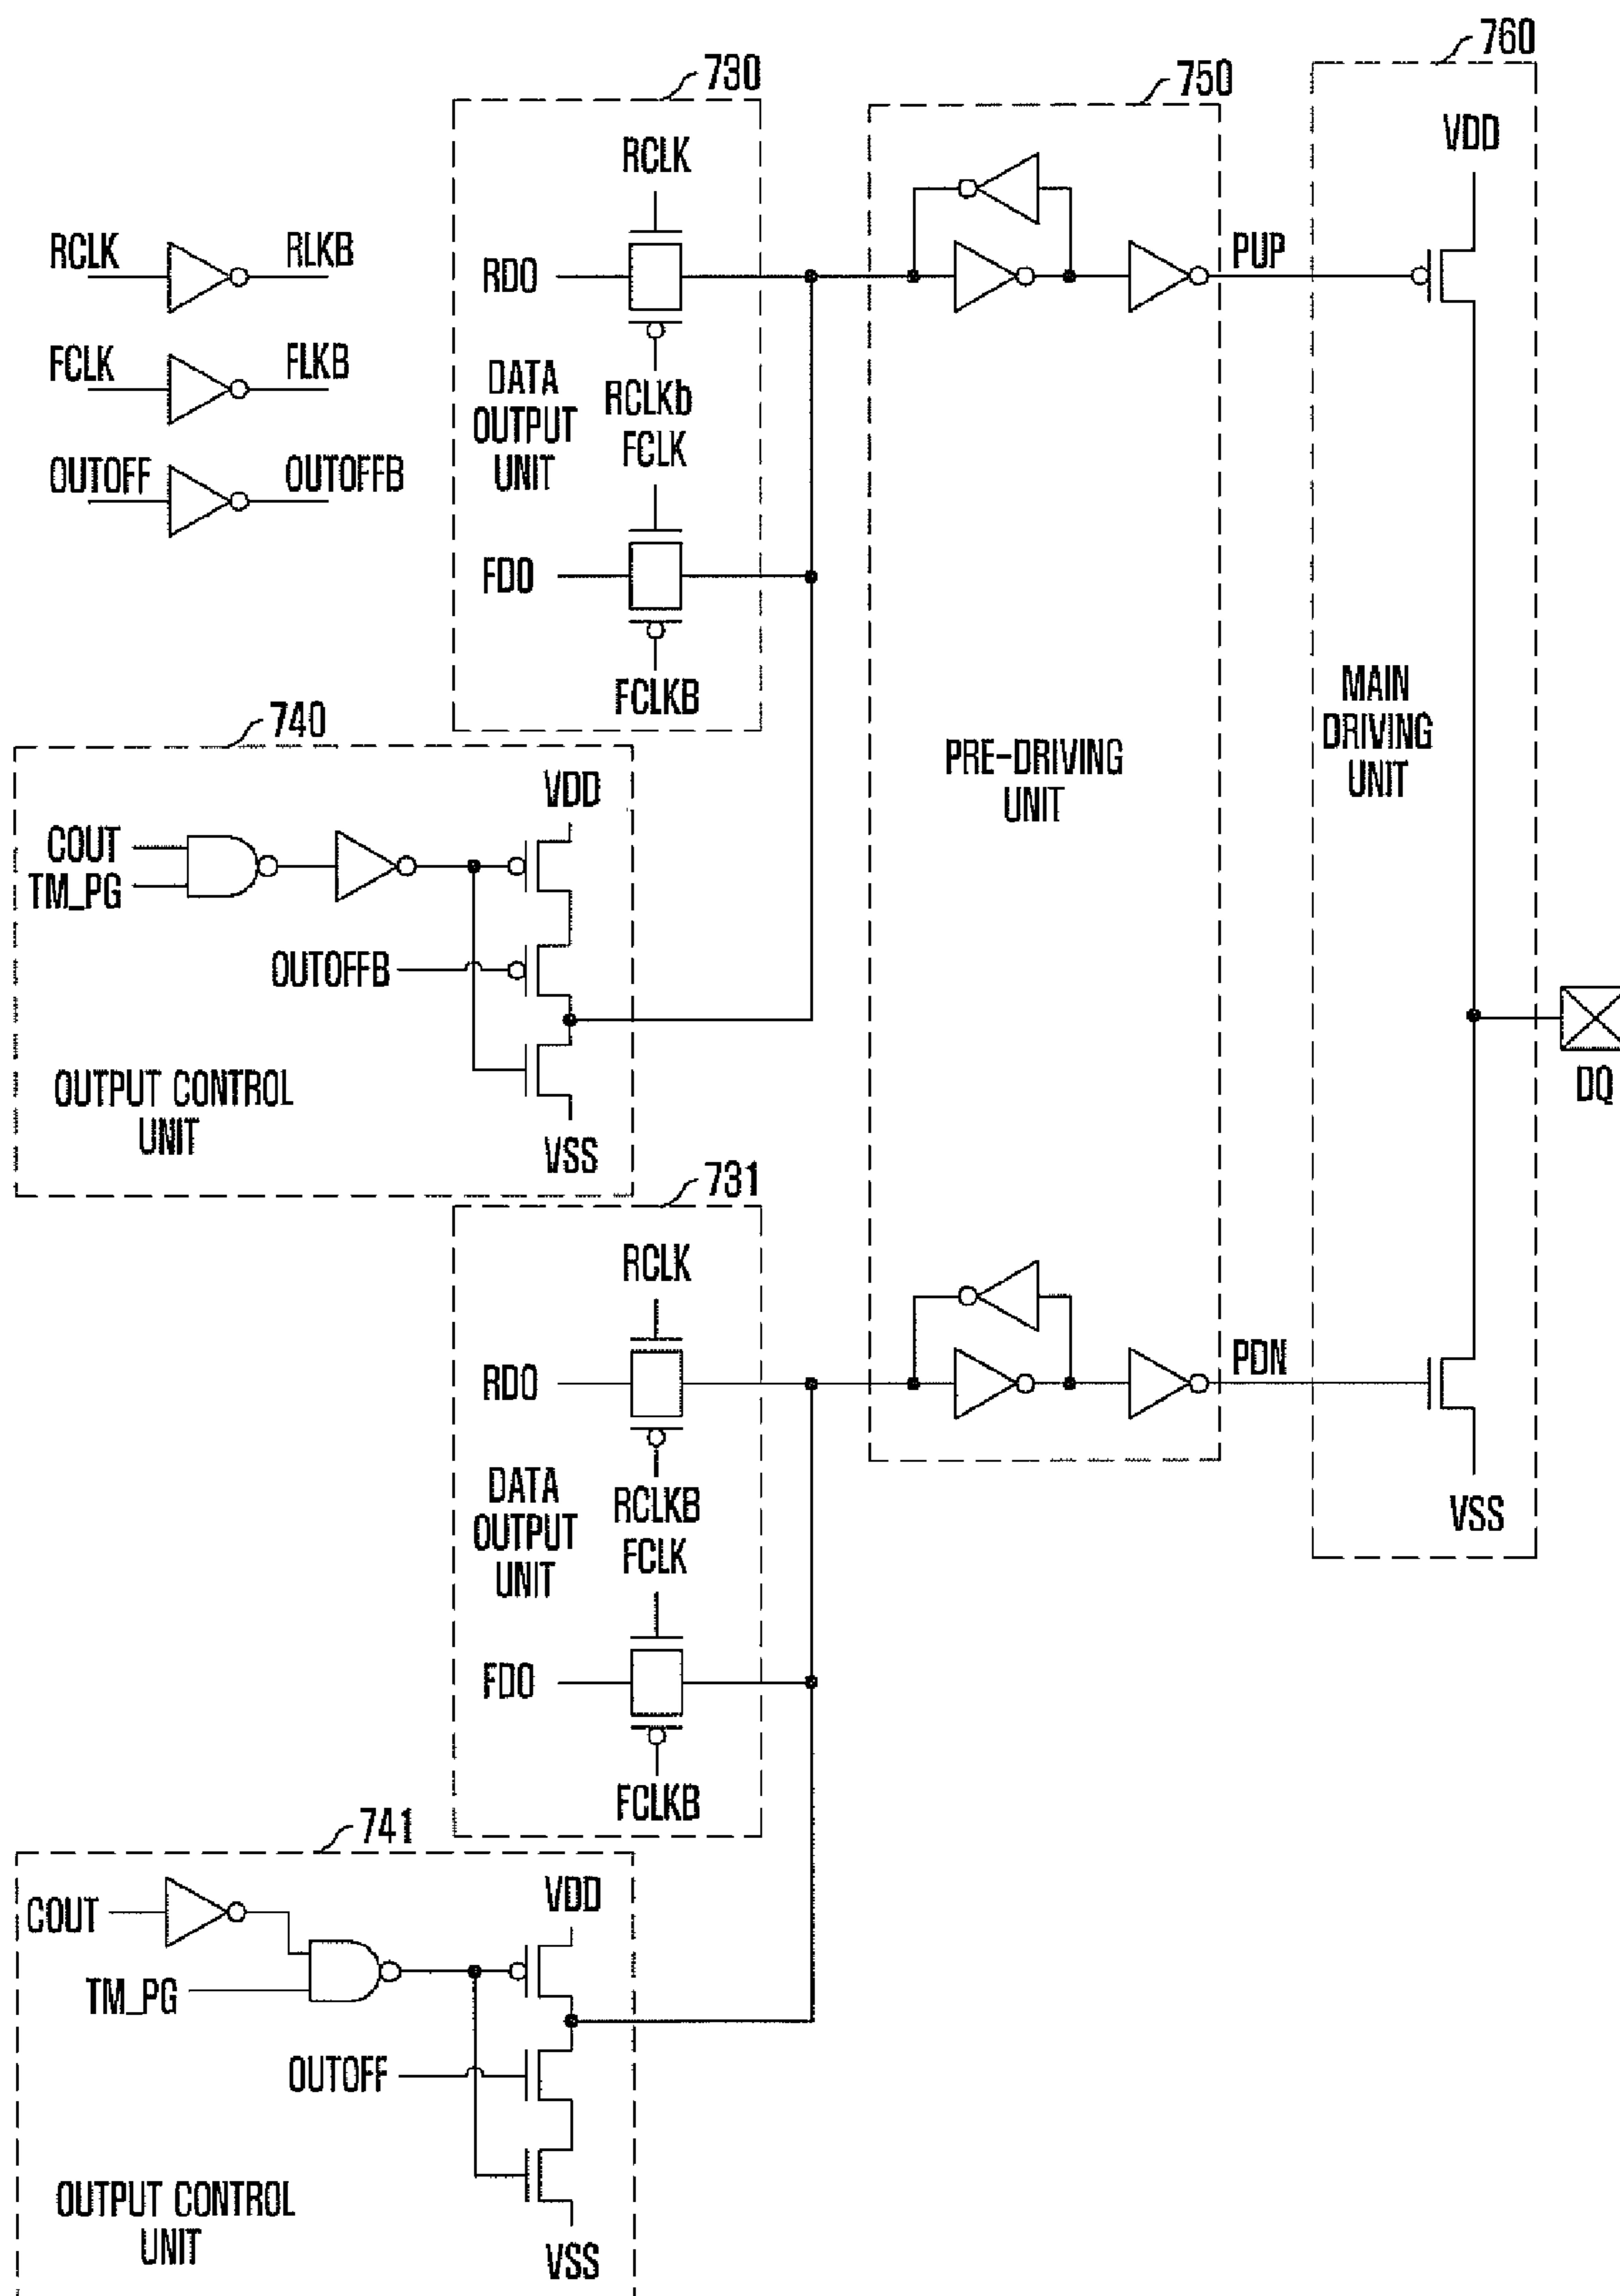 760
730
750
VDD
RCLK
RCLK
RLKB
RDO
PUP
FCLK
FLKB
DATA
OUTPUT
UNIT
RCLKb
FCLK
OUTOFF
OUTOFFB
FDO
FCLKB
MAIN
DRIVING
UNIT
740
PRE-DRIVING
UNIT
VDD
COUT
TM_PG
OUTOFFB
DQ
OUTPUT CONTROL
UNIT
VSS
731
RCLK
RDO
PDN
DATA
OUTPUT
UNIT
RCLKB
FCLK
VSS
FDO
FCLKB
741
VDD
COUT
TM_PG
OUTOFF
OUTPUT CONTROL
UNIT
VSS